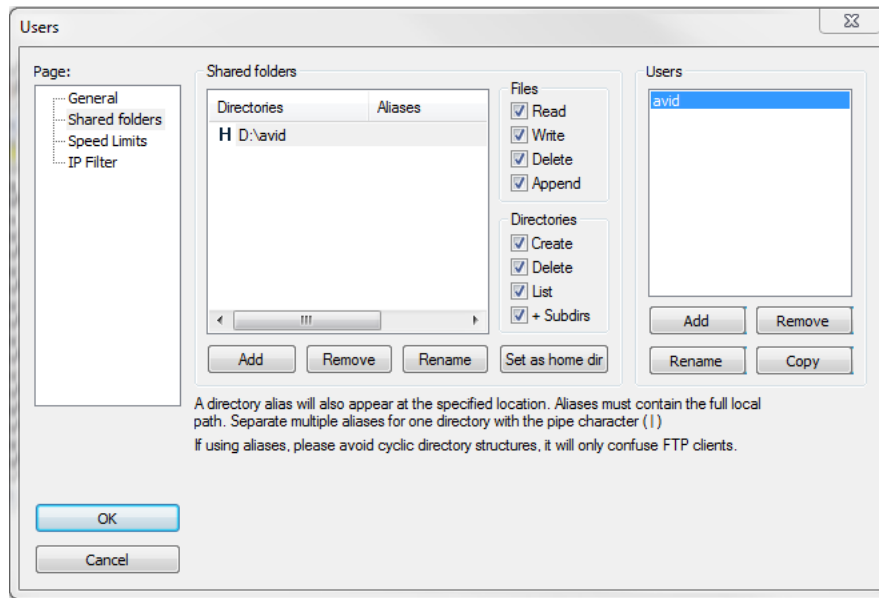 Users
Page:
General
Shared folders
Speed Limits
IP Filter
Shared folders
Directories Aliases
H D:\avid
Files
Read
Write
Delete
Append
Directories
Create
Delete
List
+ Subdirs
Add Remove Rename Set as home dir
Users
avid
Add Remove
Rename Copy
A directory alias will also appear at the specified location. Aliases must contain the full local
path. Separate multiple aliases for one directory with the pipe character ( | )
If using aliases, please avoid cyclic directory structures, it will only confuse FTP clients.
OK
Cancel